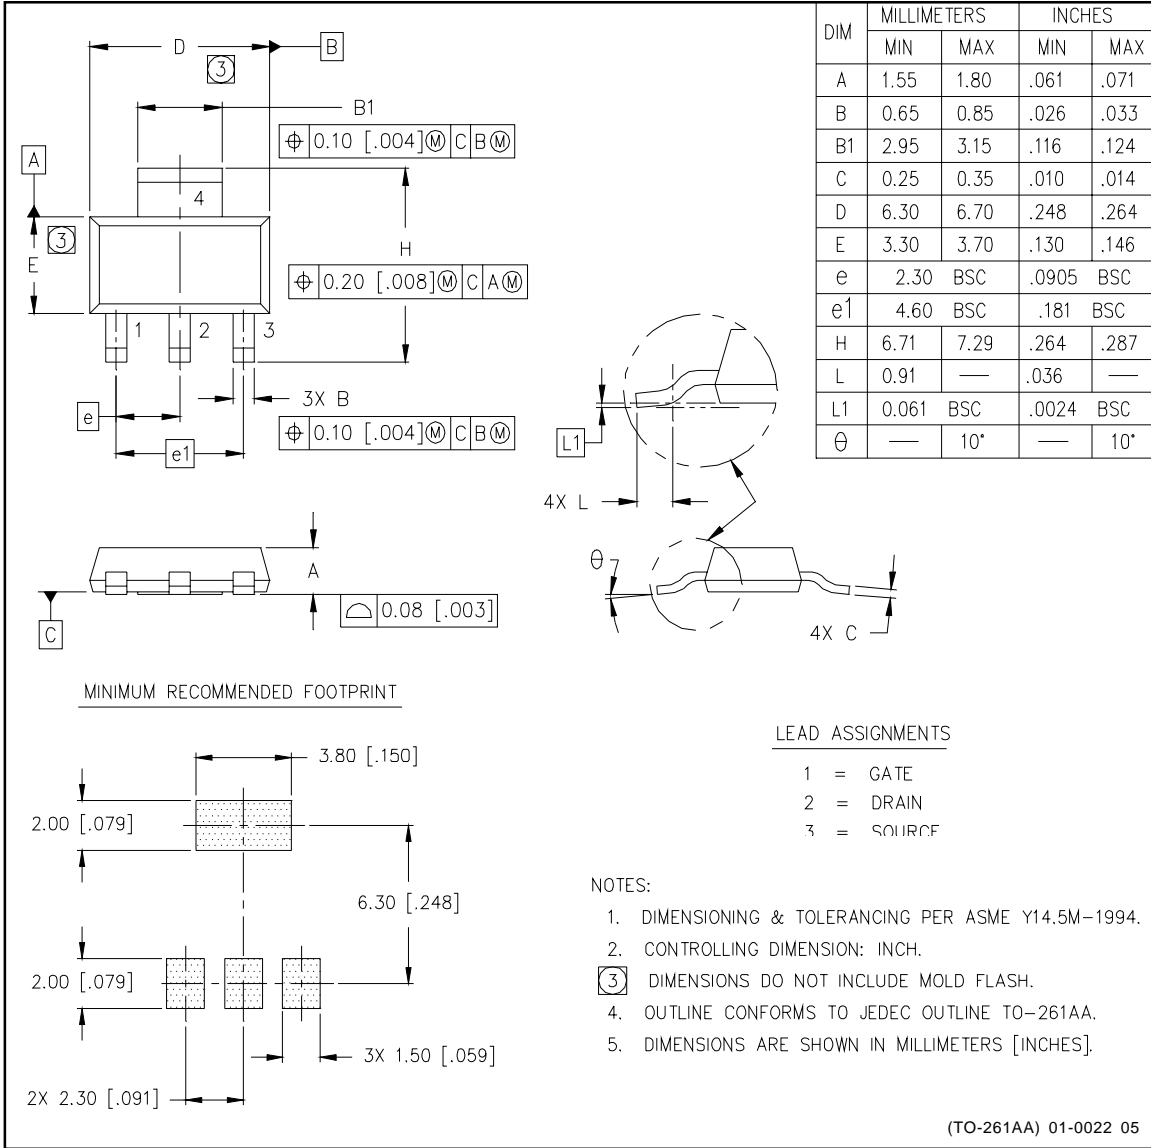 DIM MILLIMETERS INCHES
MIN MAX MIN MAX
A 1.55 1.80 .061 .071
B 0.65 0.85 .026 .033
B1 2.95 3.15 .116 .124
C 0.25 0.35 .010 .014
D 6.30 6.70 .248 .264
E 3.30 3.70 .130 .146
e 2.30 BSC .0905 BSC
e1 4.60 BSC .181 BSC
H 6.71 7.29 .264 .287
L 0.91 — .036 —
L1 0.061 BSC .0024 BSC
θ — 10° — 10°
D
B
3
B1
⌖ 0.10 [.004]Ⓜ C BⓂ
A
4
3
E
H
⌖ 0.20 [.008]Ⓜ C AⓂ
1 2 3
3X B
e
⌖ 0.10 [.004]Ⓜ C BⓂ
e1
L1
4X L
A
⌓ 0.08 [.003]
C
θ
4X C
MINIMUM RECOMMENDED FOOTPRINT
3.80 [.150]
2.00 [.079]
6.30 [.248]
2.00 [.079]
3X 1.50 [.059]
2X 2.30 [.091]
LEAD ASSIGNMENTS
1 = GATE
2 = DRAIN
3 = SOURCE
NOTES:
1. DIMENSIONING & TOLERANCING PER ASME Y14.5M–1994.
2. CONTROLLING DIMENSION: INCH.
3 DIMENSIONS DO NOT INCLUDE MOLD FLASH.
4. OUTLINE CONFORMS TO JEDEC OUTLINE TO–261AA.
5. DIMENSIONS ARE SHOWN IN MILLIMETERS [INCHES].
(TO-261AA) 01-0022 05